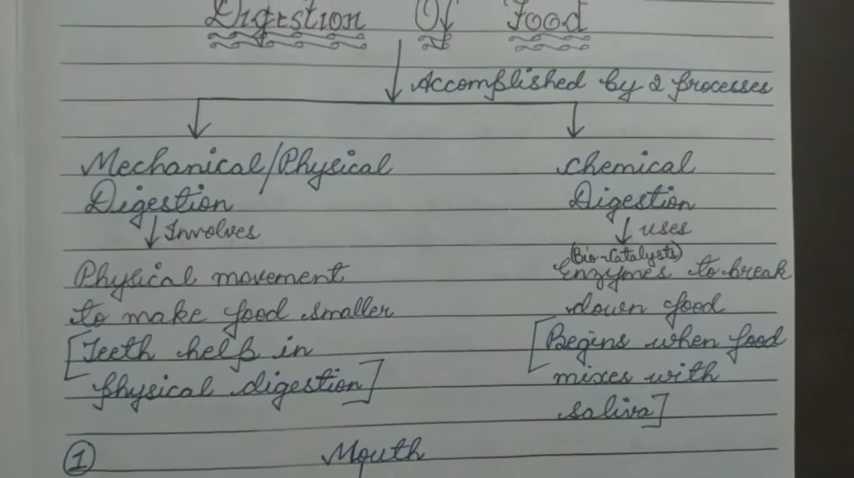 Digestion Of Food
Accomplished by 2 processes
Mechanical/Physical
Digestion
Involves
Physical movement
to make food smaller
[Teeth help in
physical digestion]
Chemical
Digestion
uses
(Bio-Catalysts)
Enzymes to break
down food
[Begins when food
mixes with
saliva]
1 Mouth